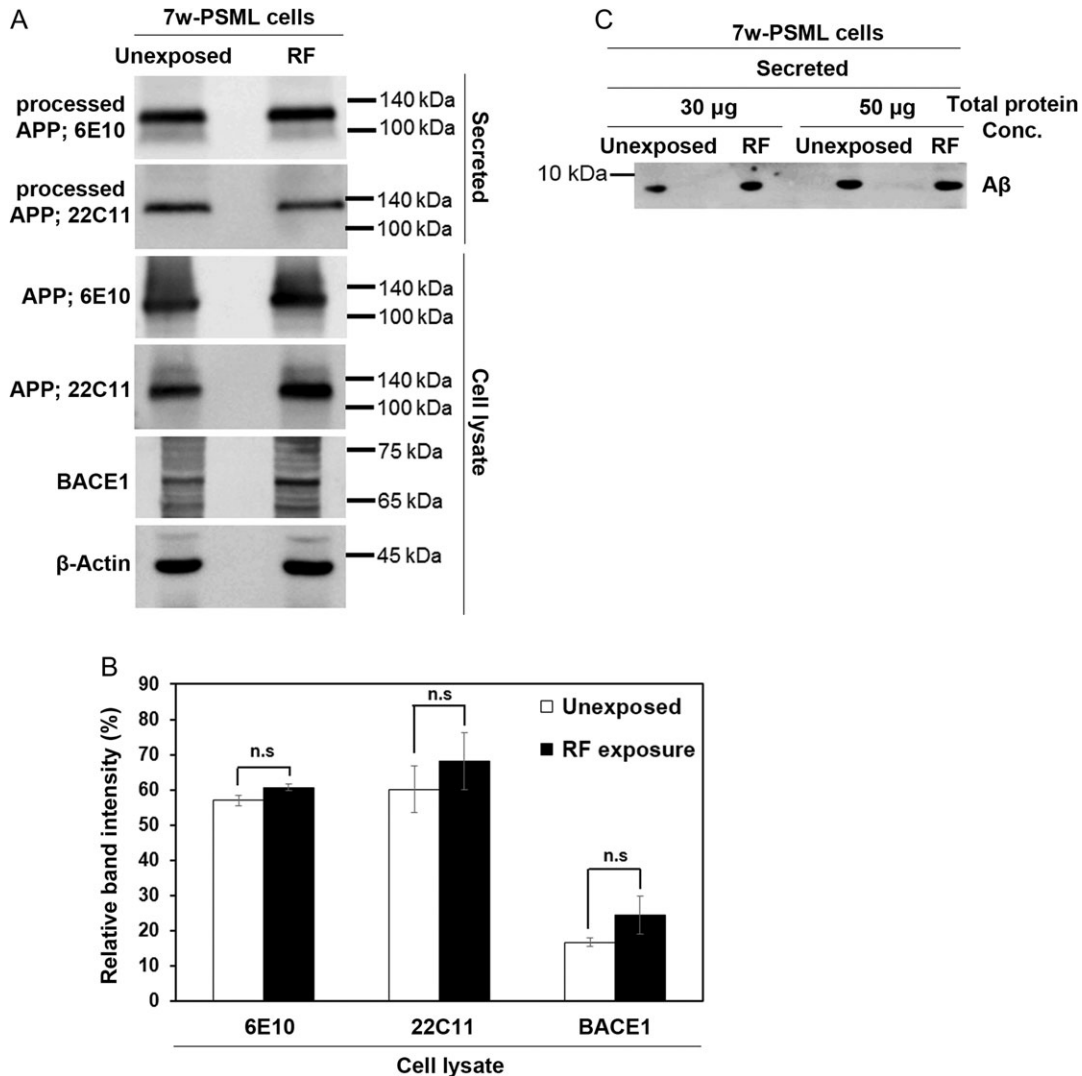 A
7w-PSML cells
Unexposed RF
processed
APP; 6E10
140 kDa
100 kDa
processed
APP; 22C11
140 kDa
100 kDa
Secreted
APP; 6E10
140 kDa
100 kDa
APP; 22C11
140 kDa
100 kDa
BACE1
75 kDa
65 kDa
β-Actin
45 kDa
Cell lysate
C
7w-PSML cells
Secreted
30 µg 50 µg Total protein
Conc.
Unexposed RF Unexposed RF
10 kDa
Aβ
B
Relative band intensity (%)
90
80
70
60
50
40
30
20
10
0
n.s
n.s
n.s
Unexposed
RF exposure
6E10 22C11 BACE1
Cell lysate